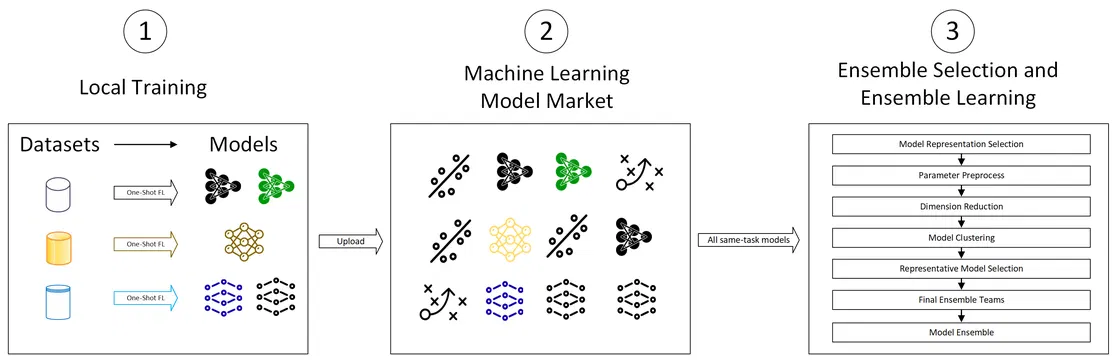 1
Local Training
Datasets
Models
One-Shot FL
One-Shot FL
One-Shot FL
Upload
2
Machine Learning
Model Market
All same-task models
3
Ensemble Selection and
Ensemble Learning
Model Representation Selection
Parameter Preprocess
Dimension Reduction
Model Clustering
Representative Model Selection
Final Ensemble Teams
Model Ensemble